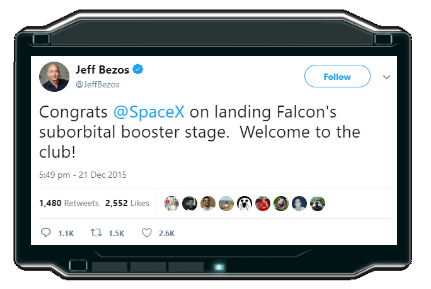 Jeff Bezos
@JeffBezos
Follow
Congrats @SpaceX on landing Falcon's
suborbital booster stage. Welcome to the
club!
5:49 pm - 21 Dec 2015
1,480 Retweets 2,552 Likes
1.1K 1.5K 2.6K